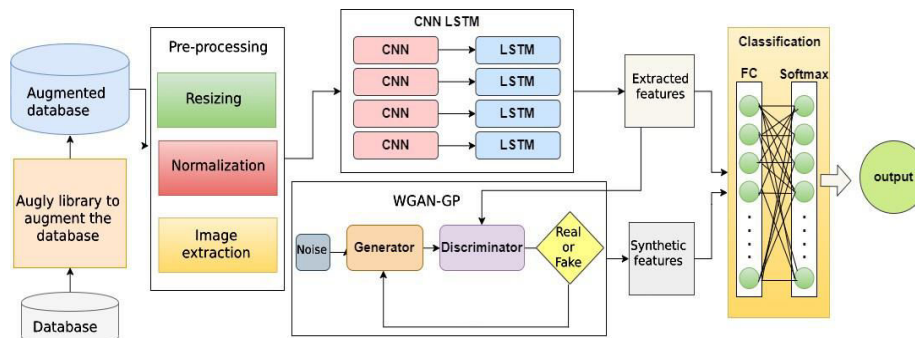 Augmented
database
Augly library to
augment the
database
Database
Pre-processing
Resizing
Normalization
Image
extraction
CNN LSTM
CNN
LSTM
CNN
LSTM
CNN
LSTM
CNN
LSTM
WGAN-GP
Noise
Generator
Discriminator
Real
or
Fake
Extracted
features
Synthetic
features
Classification
FC
Softmax
output